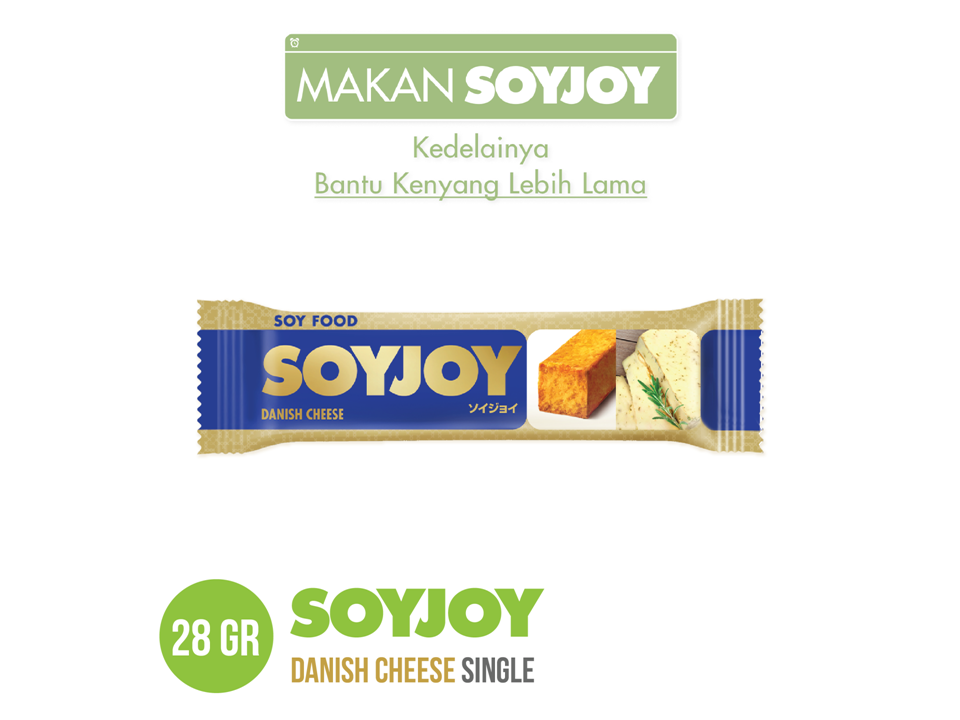 MAKAN SOYJOY
Kedelainya
Bantu Kenyang Lebih Lama
SOY FOOD
SOYJOY
DANISH CHEESE
ソイジョイ
28 GR
SOYJOY
DANISH CHEESE SINGLE